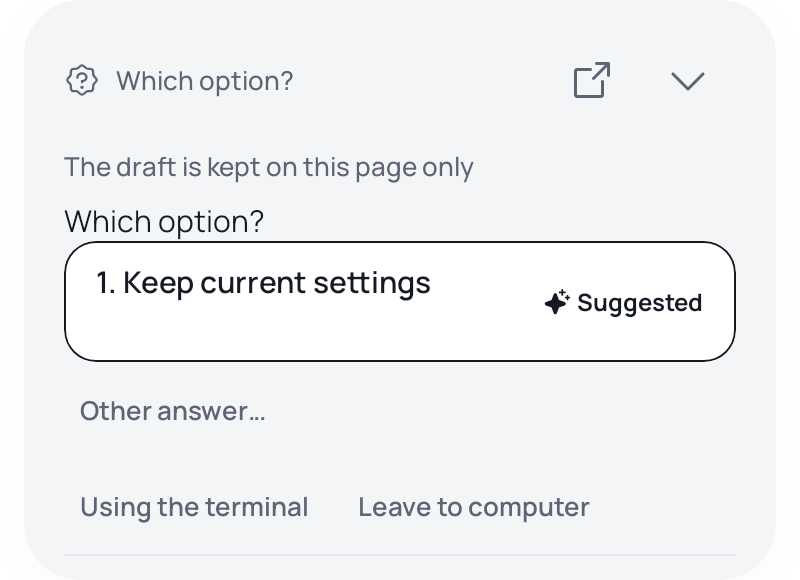 Which option?
The draft is kept on this page only
Which option?
1. Keep current settings
Suggested
Other answer...
Using the terminal Leave to computer